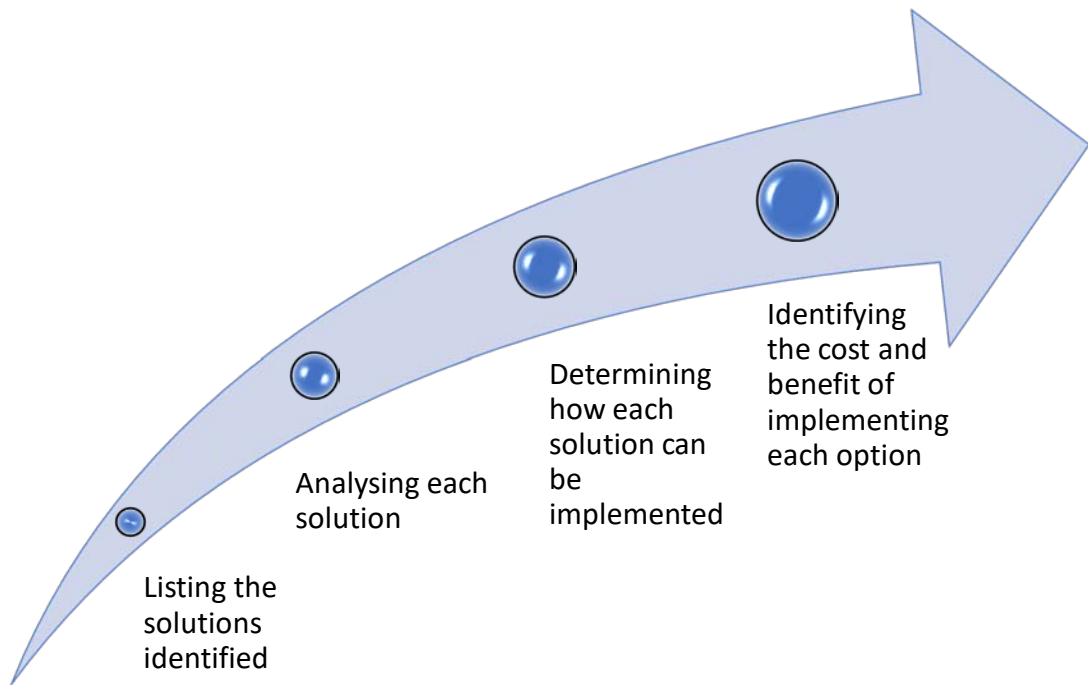 Listing the
solutions
identified
Analysing each
solution
Determining
how each
solution can
be
implemented
Identifying
the cost and
benefit of
implementing
each option